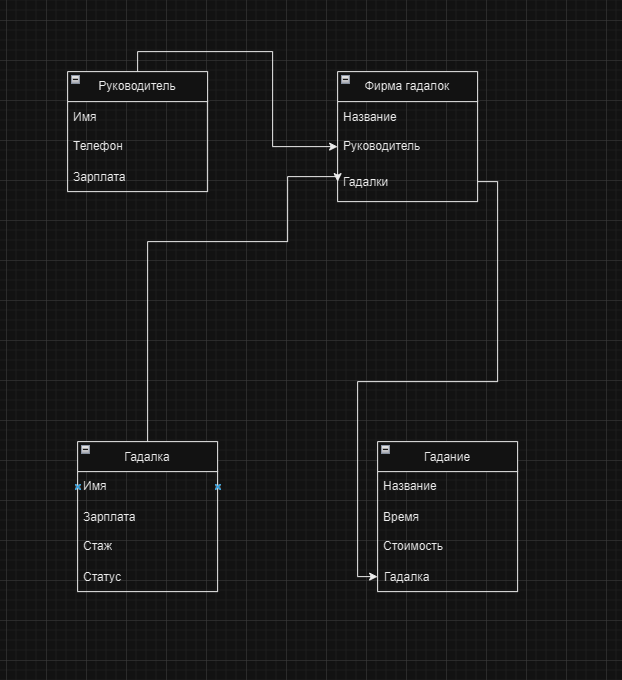 Руководитель
Имя
Телефон
Зарплата
Фирма гадалок
Название
Руководитель
Гадалки
Гадалка
Имя
Зарплата
Стаж
Статус
Гадание
Название
Время
Стоимость
Гадалка